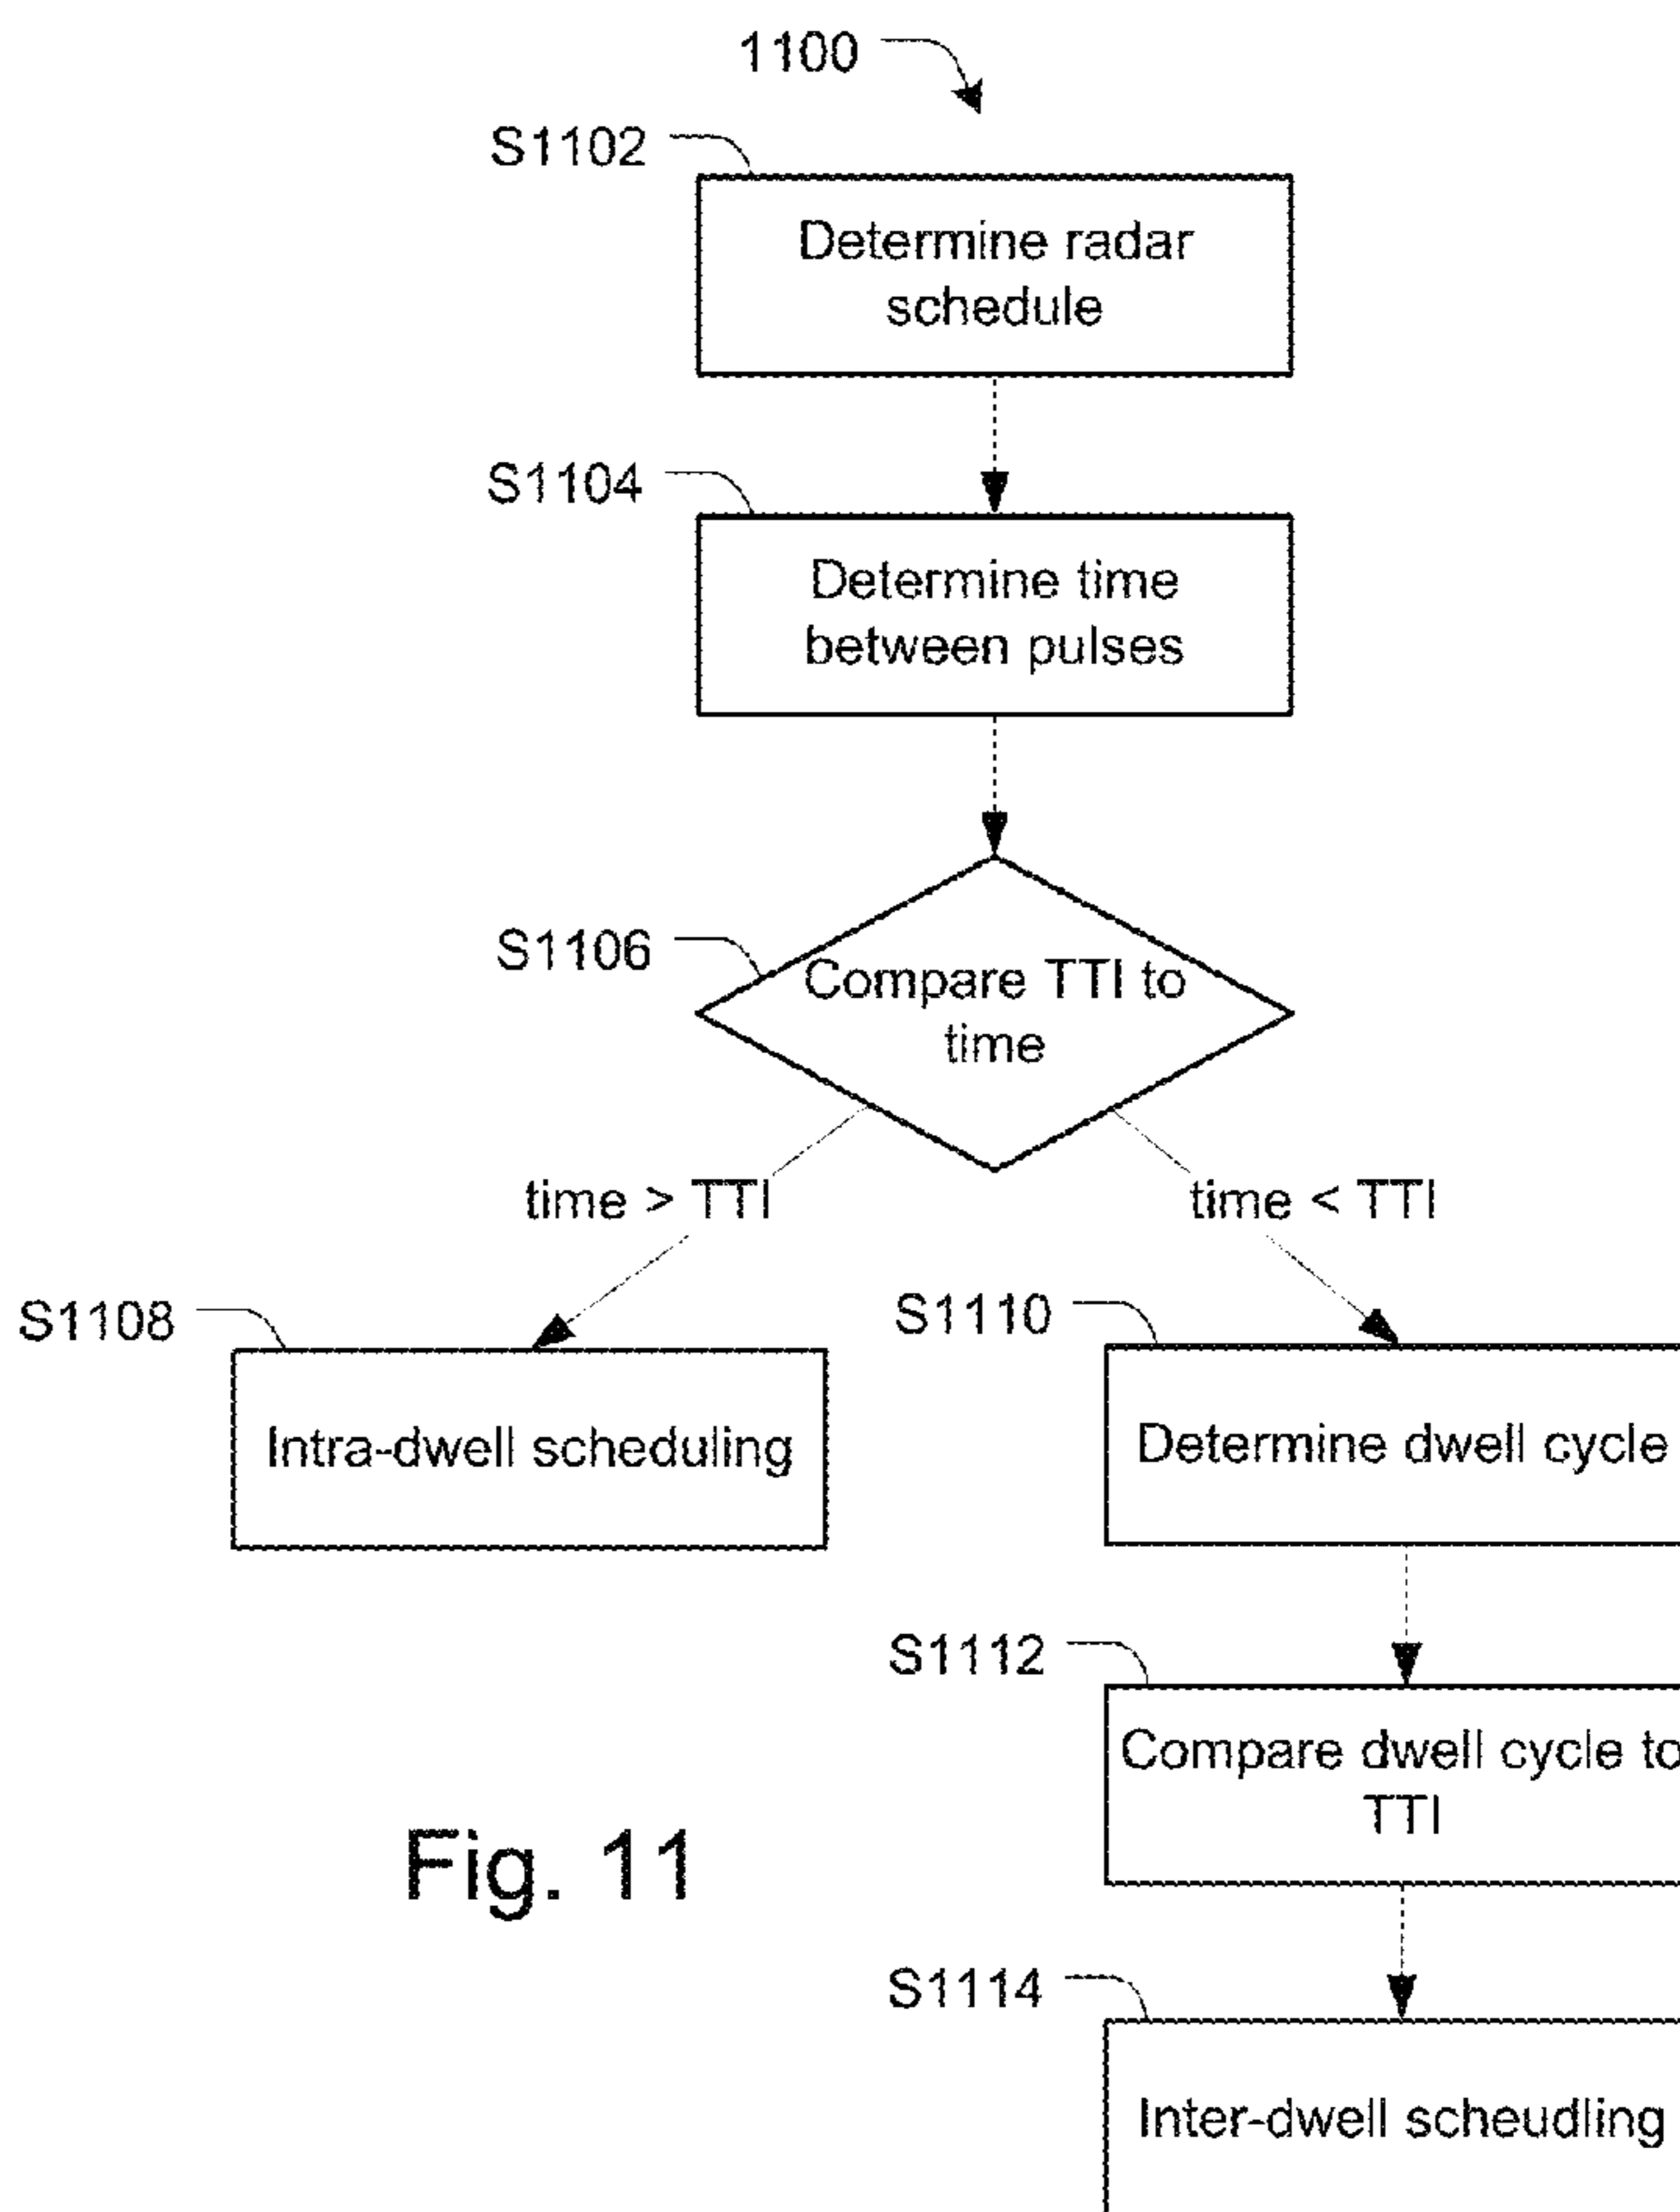 1100
S1102
Determine radar
schedule
S1104
Determine time
between pulses
S1106
Compare TTI to
time
time > TTI
time < TTI
S1108
Intra-dwell scheduling
S1110
Determine dwell cycle
S1112
Compare dwell cycle to
TTI
S1114
Inter-dwell scheudling
Fig. 11